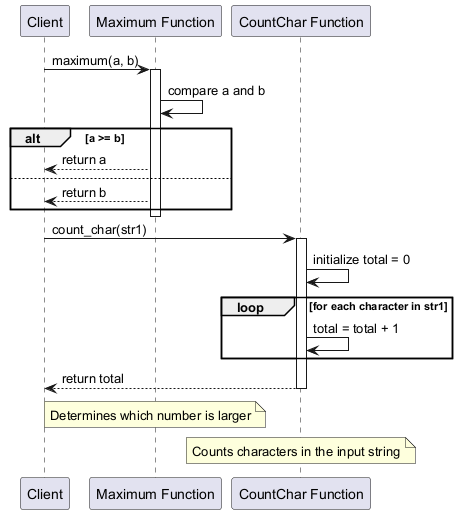 Client
Maximum Function
CountChar Function
maximum(a, b)
compare a and b
alt
[a >= b]
return a
return b
count_char(str1)
initialize total = 0
loop
[for each character in str1]
total = total + 1
return total
Determines which number is larger
Counts characters in the input string
Client
Maximum Function
CountChar Function